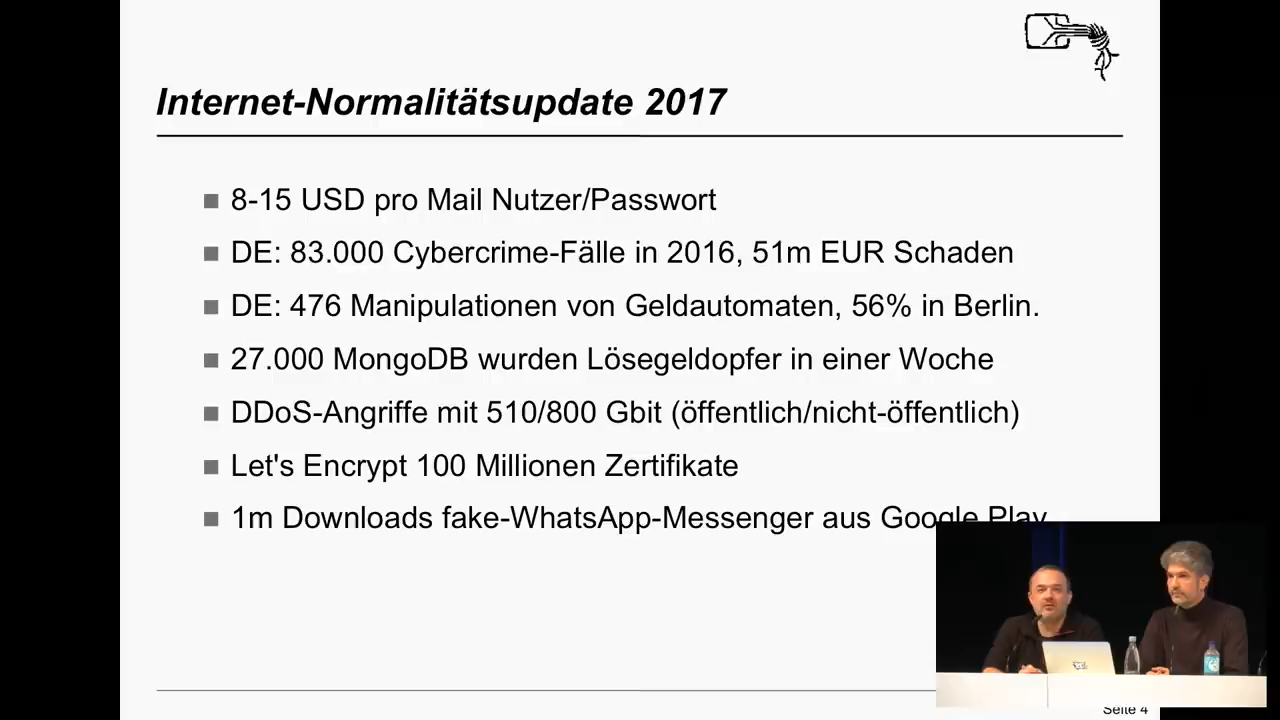 Internet-Normalitätsupdate 2017
8-15 USD pro Mail Nutzer/Passwort
DE: 83.000 Cybercrime-Fälle in 2016, 51m EUR Schaden
DE: 476 Manipulationen von Geldautomaten, 56% in Berlin.
27.000 MongoDB wurden Lösegeldopfer in einer Woche
DDoS-Angriffe mit 510/800 Gbit (öffentlich/nicht-öffentlich)
Let's Encrypt 100 Millionen Zertifikate
1m Downloads fake-WhatsApp-Messenger aus Google Play
Seite 4